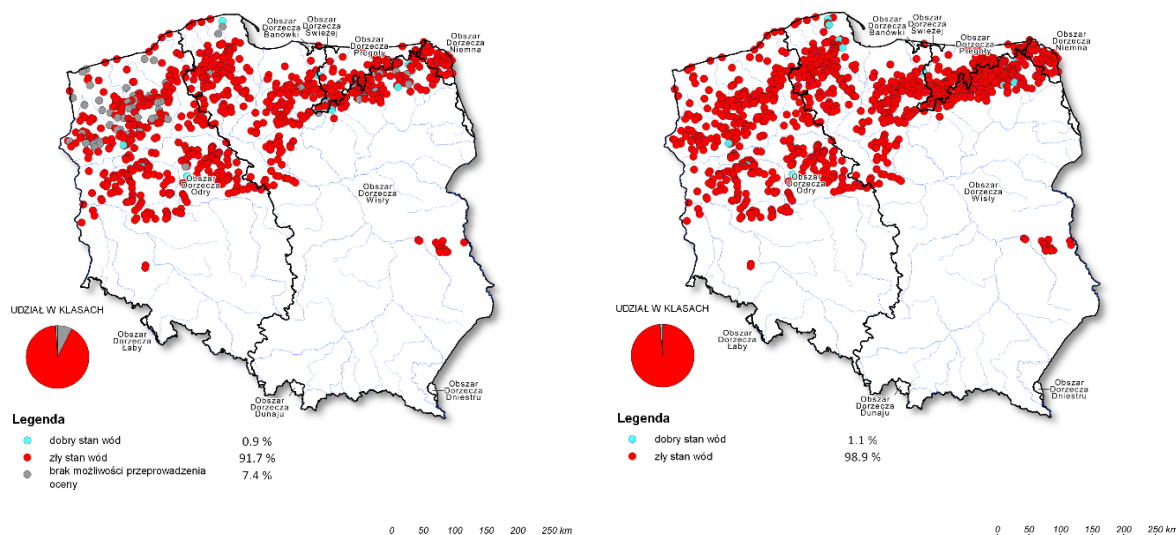 Obszar
Dorzecza
Banówki
Obszar
Dorzecza
Świeżej
Obszar
Dorzecza
Pregoły
Obszar
Dorzecza
Niemna
Obszar
Dorzecza
Odry
Obszar
Dorzecza
Wisły
UDZIAŁ W KLASACH
Obszar
Dorzecza
Łaby
Obszar
Dorzecza
Dunaju
Obszar
Dorzecza
Dniestru
Legenda
dobry stan wód 0.9 %
zły stan wód 91.7 %
brak możliwości przeprowadzenia
oceny 7.4 %
0 50 100 150 200 250 km
Obszar
Dorzecza
Banówki
Obszar
Dorzecza
Świeżej
Obszar
Dorzecza
Pregoły
Obszar
Dorzecza
Niemna
Obszar
Dorzecza
Odry
Obszar
Dorzecza
Wisły
UDZIAŁ W KLASACH
Obszar
Dorzecza
Łaby
Obszar
Dorzecza
Dunaju
Obszar
Dorzecza
Dniestru
Legenda
dobry stan wód 1.1 %
zły stan wód 98.9 %
0 50 100 150 200 250 km